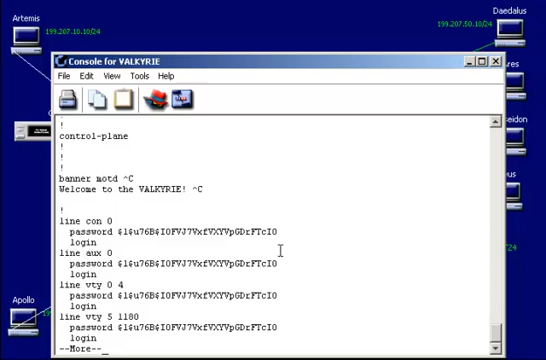 Artemis
199.207.10.10/24
Daedalus
199.207.50.10/24
Console for VALKYRIE
File Edit View Tools Help
!
control-plane
!
!
!
banner motd ^C
Welcome to the VALKYRIE! ^C
!
line con 0
password $1$u76B$I0FVJ7VxfVXYVpGDrFTcI0
login
line aux 0
password $1$u76B$I0FVJ7VxfVXYVpGDrFTcI0
login
line vty 0 4
password $1$u76B$I0FVJ7VxfVXYVpGDrFTcI0
login
line vty 5 1180
password $1$u76B$I0FVJ7VxfVXYVpGDrFTcI0
login
--More--
Apollo
199
/24